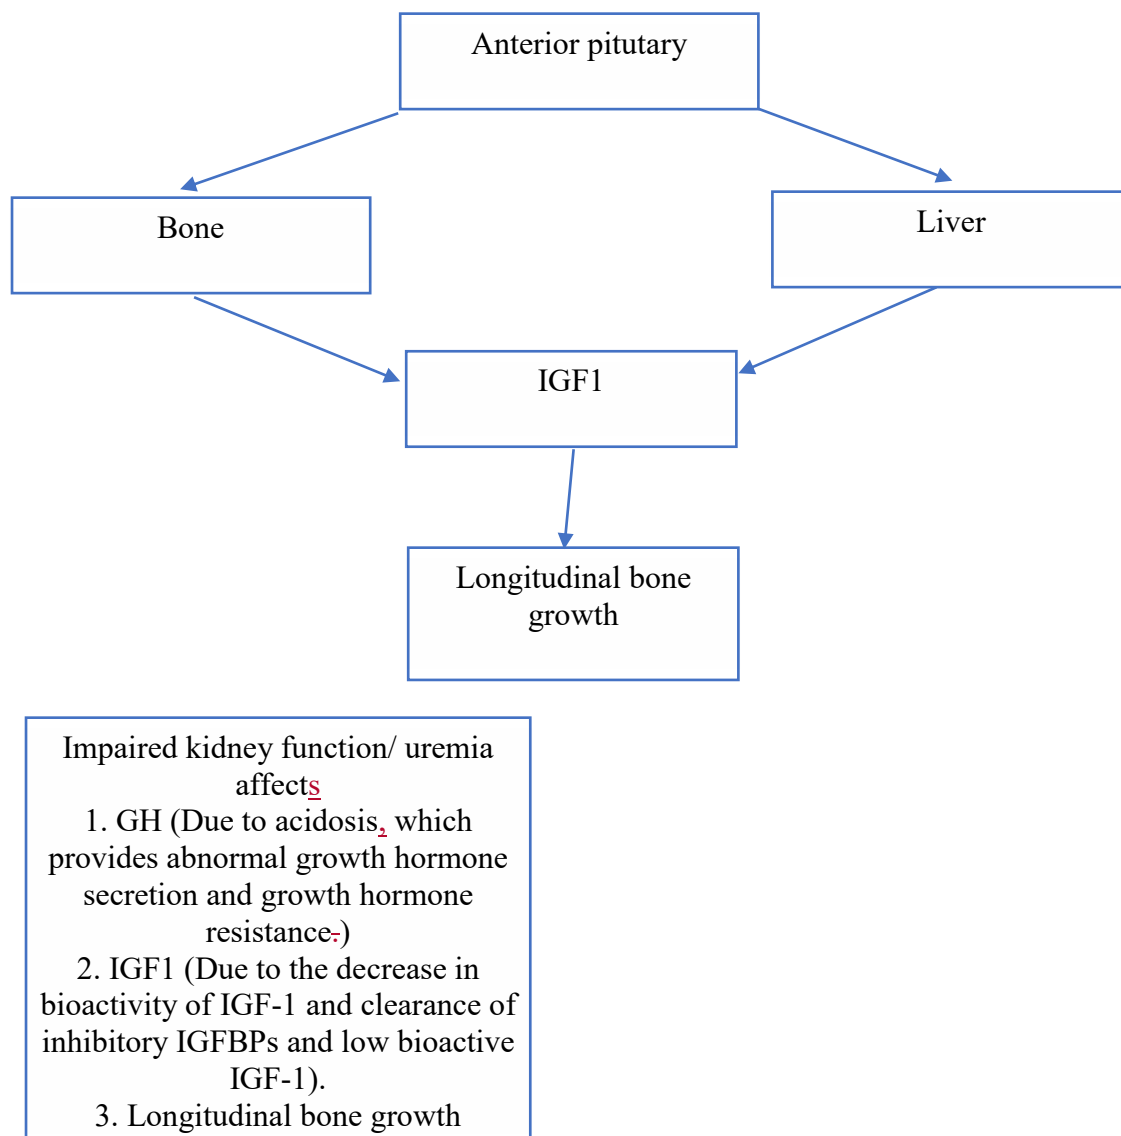 Anterior pitutary
Bone
Liver
IGF1
Longitudinal bone
growth
Impaired kidney function/ uremia
affects
1. GH (Due to acidosis, which
provides abnormal growth hormone
secretion and growth hormone
resistance.)
2. IGF1 (Due to the decrease in
bioactivity of IGF-1 and clearance of
inhibitory IGFBPs and low bioactive
IGF-1).
3. Longitudinal bone growth